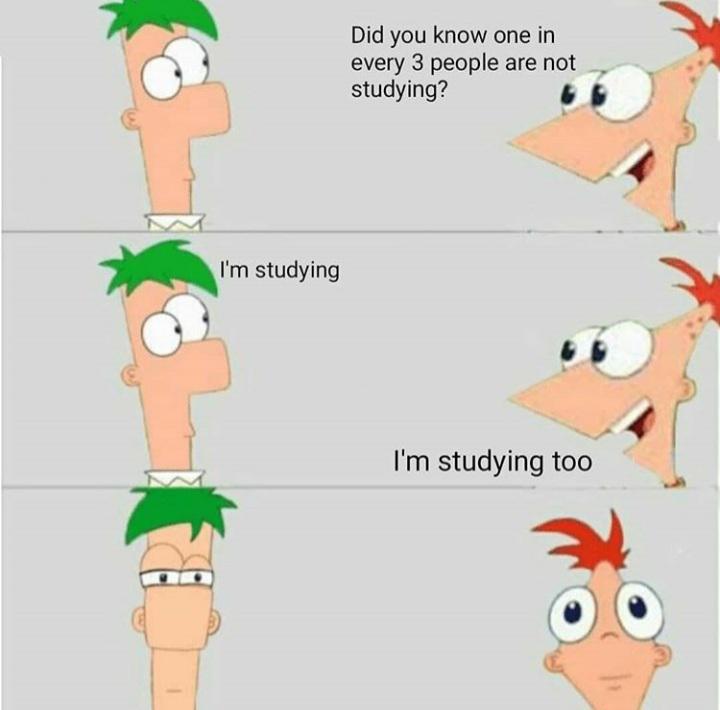 Did you know one in
every 3 people are not
studying?
I'm studying
I'm studying too